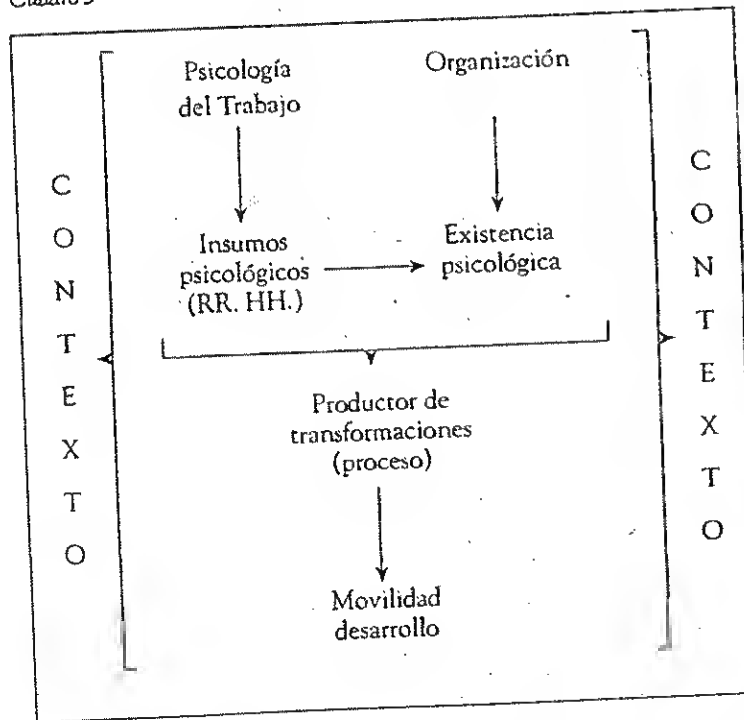 C
O
N
T
E
X
T
O
Psicología
del Trabajo
Organización
Insumos
psicológicos
(RR. HH.)
Existencia
psicológica
Productor de
transformaciones
(proceso)
Movilidad
desarrollo
C
O
N
T
E
X
T
O